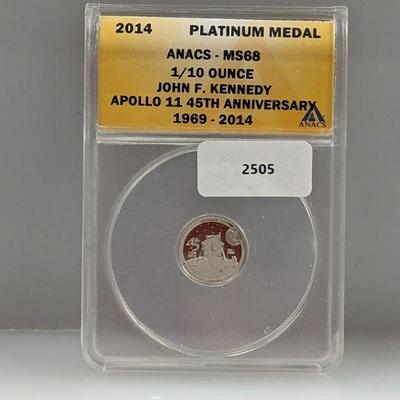 2014 PLATINUM MEDAL
ANACS - MS68
1/10 OUNCE
JOHN F. KENNEDY
APOLLO 11 45TH ANNIVERSARY
1969 - 2014
ANACS
2505